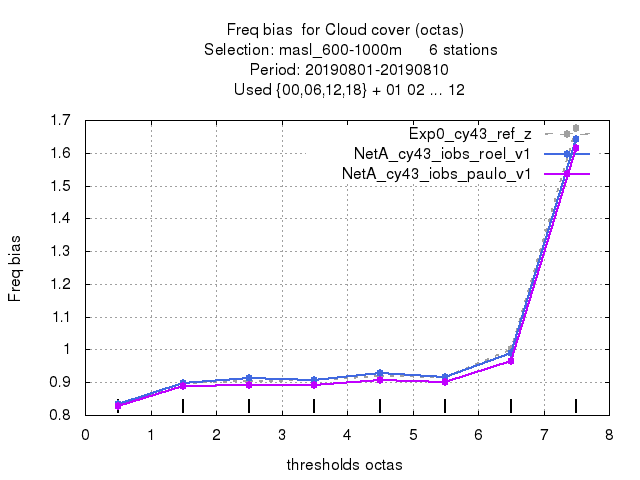 Freq bias for Cloud cover (octas)
Selection: masl_600-1000m 6 stations
Period: 20190801-20190810
Used {00,06,12,18} + 01 02 ... 12
Exp0_cy43_ref_z
NetA_cy43_iobs_roel_v1
NetA_cy43_iobs_paulo_v1
Freq bias
1.7
1.6
1.5
1.4
1.3
1.2
1.1
1
0.9
0.8
0 1 2 3 4 5 6 7 8
thresholds octas